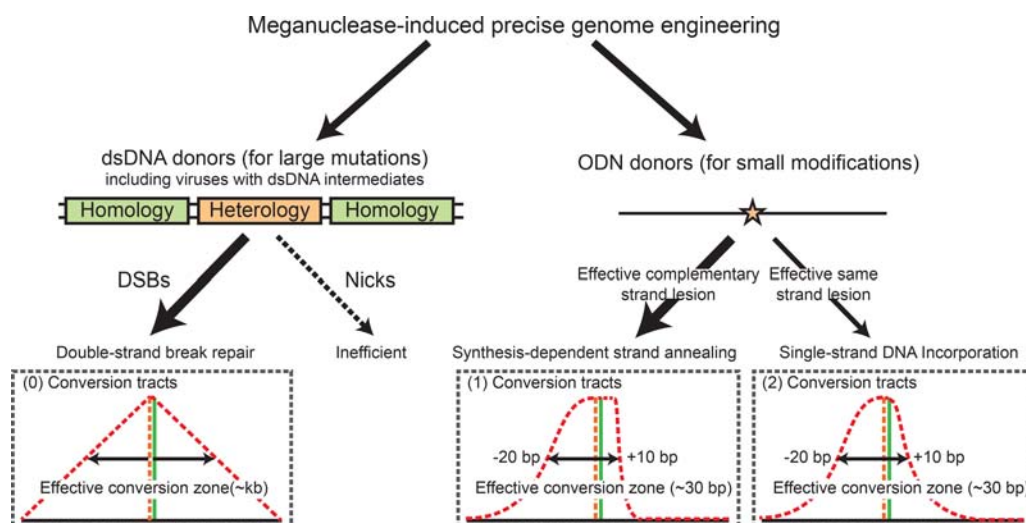 Meganuclease-induced precise genome engineering
dsDNA donors (for large mutations)
including viruses with dsDNA intermediates
Homology Heterology Homology
ODN donors (for small modifications)
DSBs
Nicks
Effective complementary
strand lesion
Effective same
strand lesion
Double-strand break repair
Inefficient
Synthesis-dependent strand annealing
Single-strand DNA Incorporation
(0) Conversion tracts
Effective conversion zone(~kb)
(1) Conversion tracts
-20 bp
+10 bp
Effective conversion zone (~30 bp)
(2) Conversion tracts
-20 bp
+10 bp
Effective conversion zone (~30 bp)